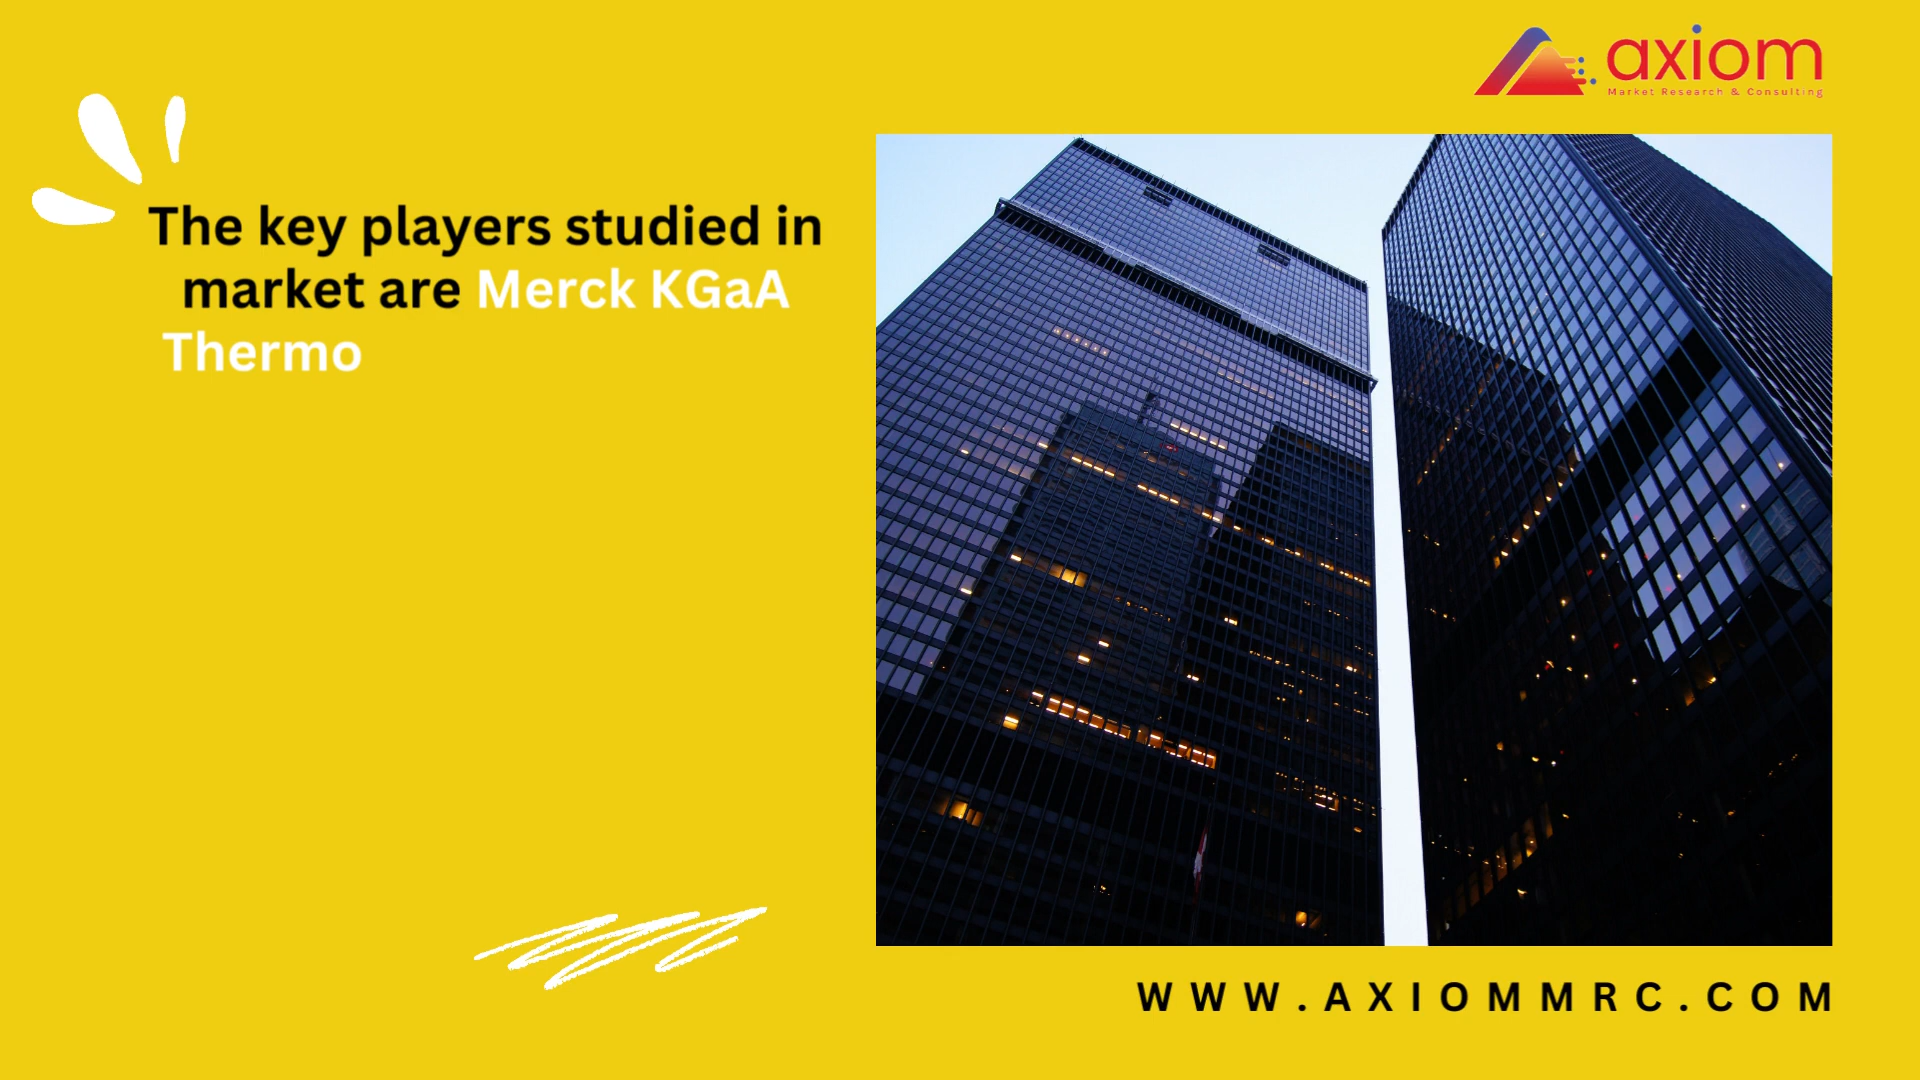 axiom
Market Research & Consulting
The key players studied in
market are Merck KGaA
Thermo
WWW.AXIOMMRC.COM